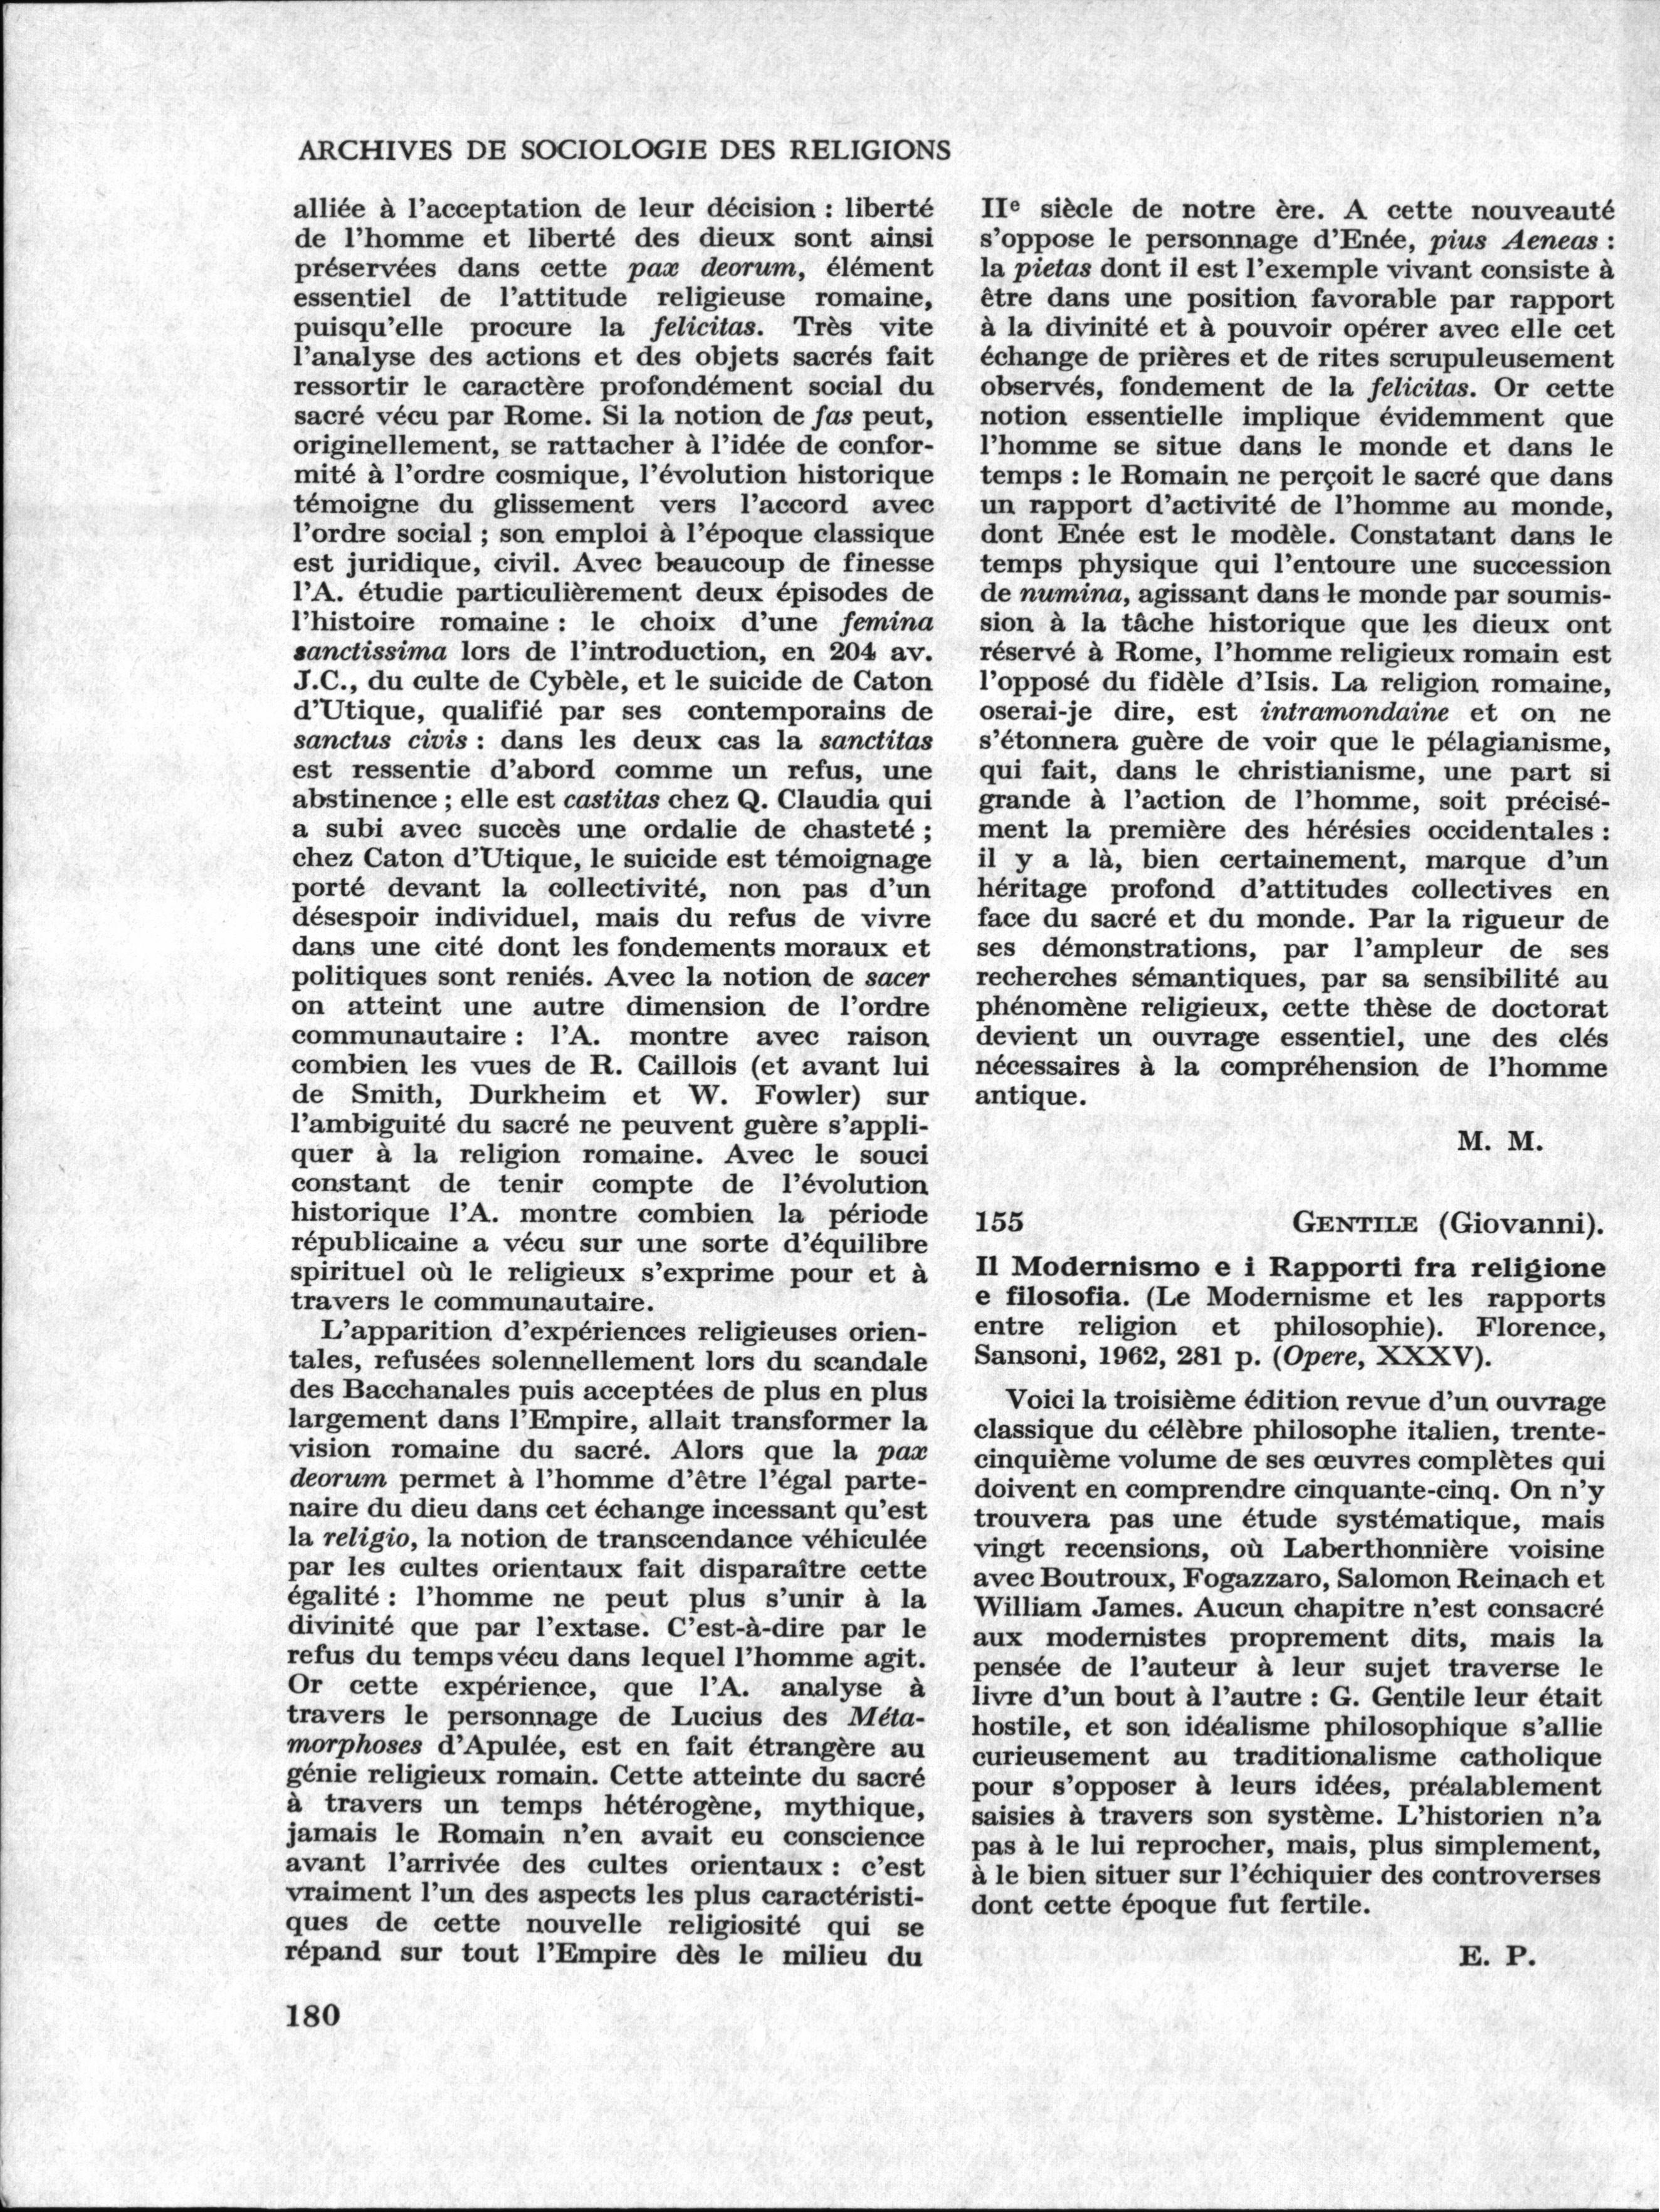 ARCHIVES DE SOCIOLOGIE DES RELIGIONS
alliée à l'acceptation de leur décision : liberté
de l'homme et liberté des dieux sont ainsi
préservées dans cette pax deorum, élément
essentiel de l'attitude religieuse romaine,
puisqu'elle procure la felicitas. Très vite
l'analyse des actions et des objets sacrés fait
ressortir le caractère profondément social du
sacré vécu par Rome. Si la notion de fas peut,
originellement, se rattacher à l'idée de confor-
mité à l'ordre cosmique, l'évolution historique
témoigne du glissement vers l'accord avec
l'ordre social ; son emploi à l'époque classique
est juridique, civil. Avec beaucoup de finesse
l'A. étudie particulièrement deux épisodes de
l'histoire romaine : le choix d'une femina
sanctissima lors de l'introduction, en 204 av.
J.C., du culte de Cybèle, et le suicide de Caton
d'Utique, qualifié par ses contemporains de
sanctus civis : dans les deux cas la sanctitas
est ressentie d'abord comme un refus, une
abstinence ; elle est castitas chez Q. Claudia qui
a subi avec succès une ordalie de chasteté ;
chez Caton d'Utique, le suicide est témoignage
porté devant la collectivité, non pas d'un
désespoir individuel, mais du refus de vivre
dans une cité dont les fondements moraux et
politiques sont reniés. Avec la notion de sacer
on atteint une autre dimension de l'ordre
communautaire : l'A. montre avec raison
combien les vues de R. Caillois (et avant lui
de Smith, Durkheim et W. Fowler) sur
l'ambiguité du sacré ne peuvent guère s'appli-
quer à la religion romaine. Avec le souci
constant de tenir compte de l'évolution
historique l'A. montre combien la période
républicaine a vécu sur une sorte d'équilibre
spirituel où le religieux s'exprime pour et à
travers le communautaire.
L'apparition d'expériences religieuses orien-
tales, refusées solennellement lors du scandale
des Bacchanales puis acceptées de plus en plus
largement dans l'Empire, allait transformer la
vision romaine du sacré. Alors que la pax
deorum permet à l'homme d'être l'égal parte-
naire du dieu dans cet échange incessant qu'est
la religio, la notion de transcendance véhiculée
par les cultes orientaux fait disparaître cette
égalité : l'homme ne peut plus s'unir à la
divinité que par l'extase. C'est-à-dire par le
refus du temps vécu dans lequel l'homme agit.
Or cette expérience, que l'A. analyse à
travers le personnage de Lucius des Méta-
morphoses d'Apulée, est en fait étrangère au
génie religieux romain. Cette atteinte du sacré
à travers un temps hétérogène, mythique,
jamais le Romain n'en avait eu conscience
avant l'arrivée des cultes orientaux : c'est
vraiment l'un des aspects les plus caractéristi-
ques de cette nouvelle religiosité qui se
répand sur tout l'Empire dès le milieu du
IIe siècle de notre ère. A cette nouveauté
s'oppose le personnage d'Enée, pius Aeneas :
la pietas dont il est l'exemple vivant consiste à
être dans une position favorable par rapport
à la divinité et à pouvoir opérer avec elle cet
échange de prières et de rites scrupuleusement
observés, fondement de la felicitas. Or cette
notion essentielle implique évidemment que
l'homme se situe dans le monde et dans le
temps : le Romain ne perçoit le sacré que dans
un rapport d'activité de l'homme au monde,
dont Enée est le modèle. Constatant dans le
temps physique qui l'entoure une succession
de numina, agissant dans le monde par soumis-
sion à la tâche historique que les dieux ont
réservé à Rome, l'homme religieux romain est
l'opposé du fidèle d'Isis. La religion romaine,
oserai-je dire, est intramondaine et on ne
s'étonnera guère de voir que le pélagianisme,
qui fait, dans le christianisme, une part si
grande à l'action de l'homme, soit précisé-
ment la première des hérésies occidentales :
il y a là, bien certainement, marque d'un
héritage profond d'attitudes collectives en
face du sacré et du monde. Par la rigueur de
ses démonstrations, par l'ampleur de ses
recherches sémantiques, par sa sensibilité au
phénomène religieux, cette thèse de doctorat
devient un ouvrage essentiel, une des clés
nécessaires à la compréhension de l'homme
antique.
M. M.
155 GENTILE (Giovanni).
Il Modernismo e i Rapporti fra religione
e filosofia. (Le Modernisme et les rapports
entre religion et philosophie). Florence,
Sansoni, 1962, 281 p. (Opere, XXXV).
Voici la troisième édition revue d'un ouvrage
classique du célèbre philosophe italien, trente-
cinquième volume de ses œuvres complètes qui
doivent en comprendre cinquante-cinq. On n'y
trouvera pas une étude systématique, mais
vingt recensions, où Laberthonnière voisine
avec Boutroux, Fogazzaro, Salomon Reinach et
William James. Aucun chapitre n'est consacré
aux modernistes proprement dits, mais la
pensée de l'auteur à leur sujet traverse le
livre d'un bout à l'autre : G. Gentile leur était
hostile, et son idéalisme philosophique s'allie
curieusement au traditionalisme catholique
pour s'opposer à leurs idées, préalablement
saisies à travers son système. L'historien n'a
pas à le lui reprocher, mais, plus simplement,
à le bien situer sur l'échiquier des controverses
dont cette époque fut fertile.
E. P.
180